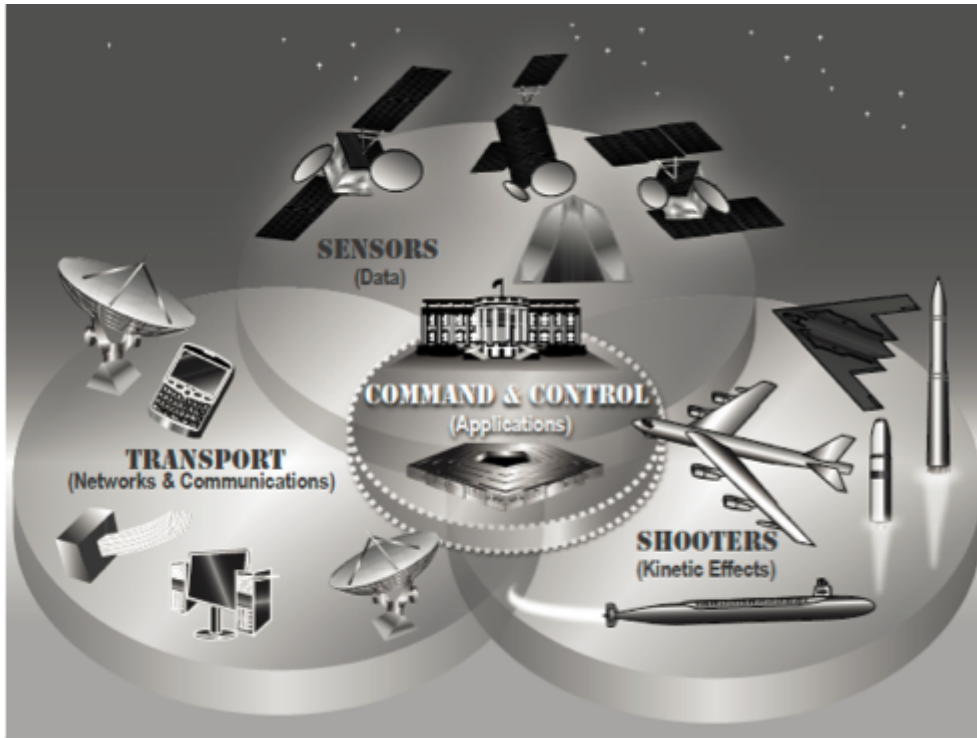 SENSORS
(Data)
COMMAND & CONTROL
(Applications)
TRANSPORT
(Networks & Communications)
SHOOTERS
(Kinetic Effects)